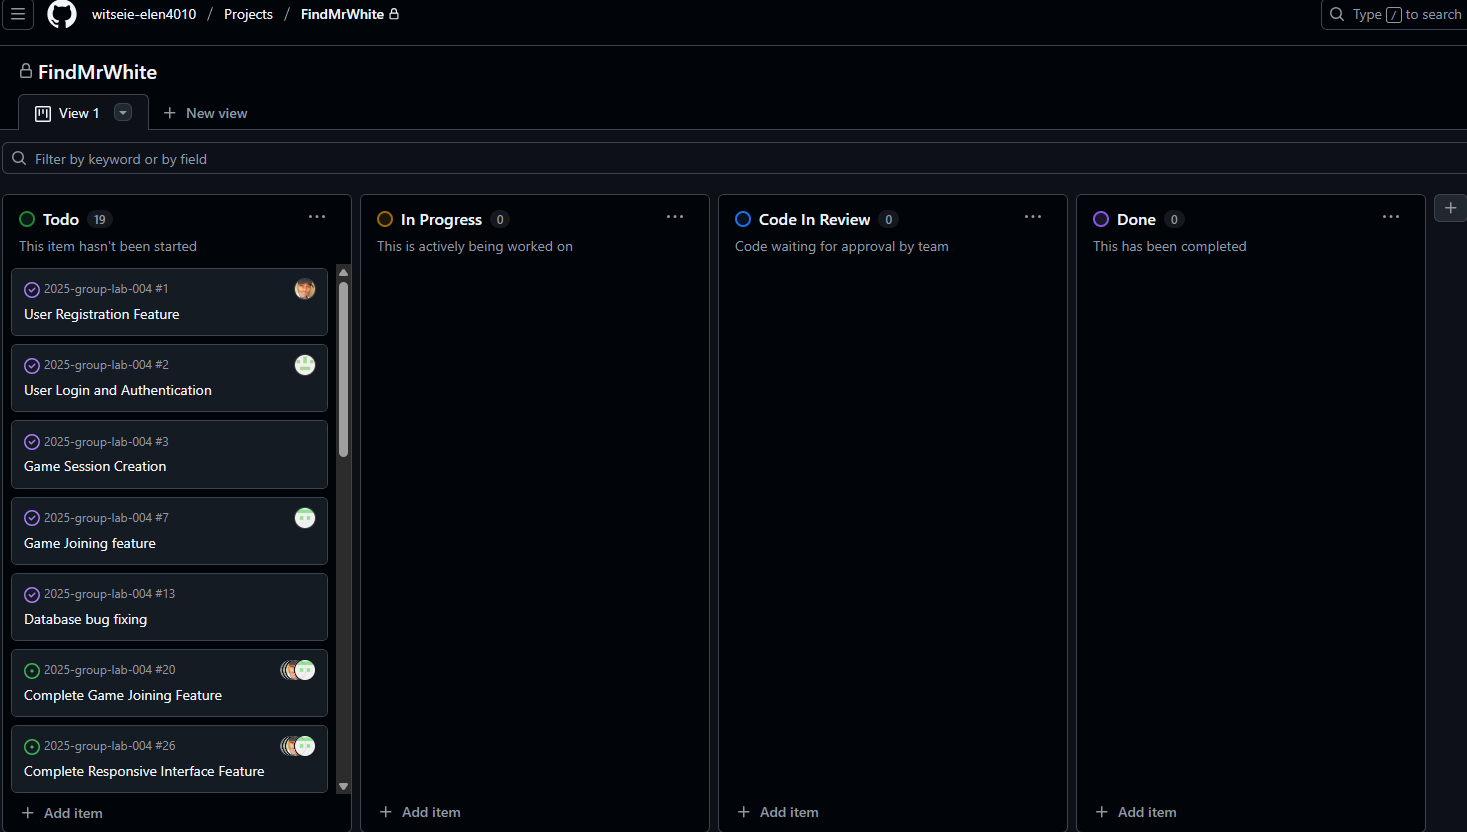 witseie-elen4010 / Projects / FindMrWhite
Type / to search
FindMrWhite
View 1
New view
Filter by keyword or by field
Todo 19
This item hasn't been started
2025-group-lab-004 #1
User Registration Feature
2025-group-lab-004 #2
User Login and Authentication
2025-group-lab-004 #3
Game Session Creation
2025-group-lab-004 #7
Game Joining feature
2025-group-lab-004 #13
Database bug fixing
2025-group-lab-004 #20
Complete Game Joining Feature
2025-group-lab-004 #26
Complete Responsive Interface Feature
Add item
In Progress 0
This is actively being worked on
Add item
Code In Review 0
Code waiting for approval by team
Add item
Done 0
This has been completed
Add item